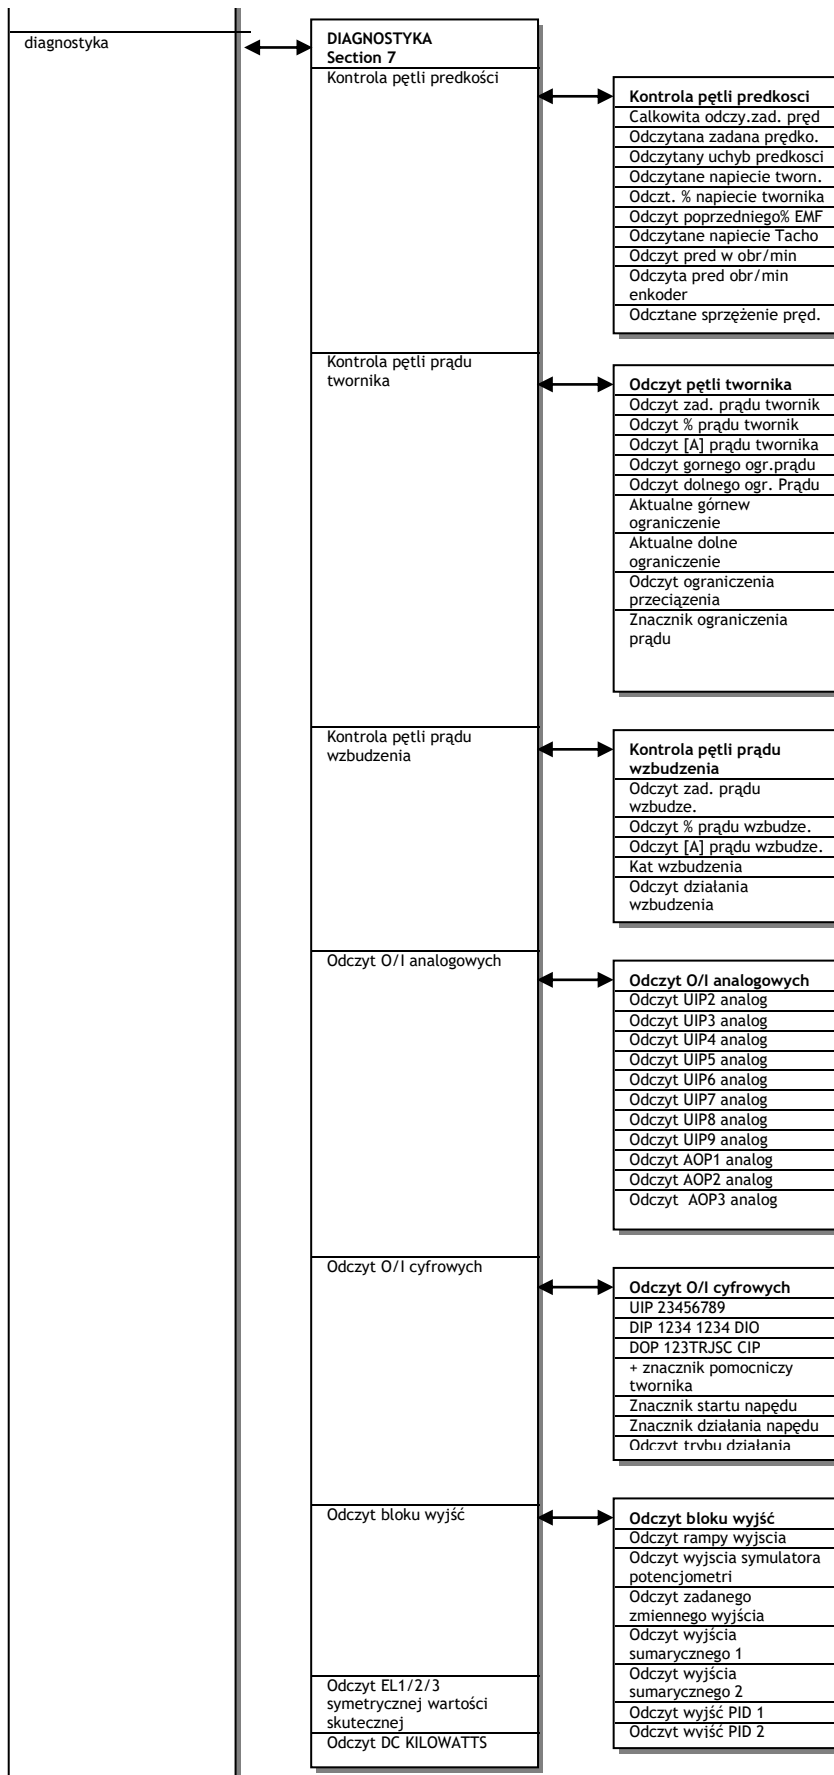 diagnostyka
DIAGNOSTYKA
Section 7
Kontrola pętli predkości
Kontrola pętli predkosci
Calkowita odczy.zad. pręd
Odczytana zadana prędko.
Odczytany uchyb predkosci
Odczytane napiecie tworn.
Odczt. % napiecie twornika
Odczyt poprzedniego% EMF
Odczytane napiecie Tacho
Odczyt pred w obr/min
Odczyta pred obr/min
enkoder
Odcztane sprzężenie pręd.
Kontrola pętli prądu
twornika
Odczyt pętli twornika
Odczyt zad. prądu twornik
Odczyt % prądu twornik
Odczyt [A] prądu twornika
Odczyt gornego ogr.prądu
Odczyt dolnego ogr. Prądu
Aktualne górnew
ograniczenie
Aktualne dolne
ograniczenie
Odczyt ograniczenia
przeciązenia
Znacznik ograniczenia
prądu
Kontrola pętli prądu
wzbudzenia
Kontrola pętli prądu
wzbudzenia
Odczyt zad. prądu
wzbudze.
Odczyt % prądu wzbudze.
Odczyt [A] prądu wzbudze.
Kat wzbudzenia
Odczyt działania
wzbudzenia
Odczyt O/I analogowych
Odczyt O/I analogowych
Odczyt UIP2 analog
Odczyt UIP3 analog
Odczyt UIP4 analog
Odczyt UIP5 analog
Odczyt UIP6 analog
Odczyt UIP7 analog
Odczyt UIP8 analog
Odczyt UIP9 analog
Odczyt AOP1 analog
Odczyt AOP2 analog
Odczyt  AOP3 analog
Odczyt O/I cyfrowych
Odczyt O/I cyfrowych
UIP 23456789
DIP 1234 1234 DIO
DOP 123TRJSC CIP
+ znacznik pomocniczy
twornika
Znacznik startu napędu
Znacznik działania napędu
Odczyt trybu działania
Odczyt bloku wyjść
Odczyt bloku wyjść
Odczyt rampy wyjscia
Odczyt wyjscia symulatora
potencjometri
Odczyt zadanego
zmiennego wyjścia
Odczyt wyjścia
sumarycznego 1
Odczyt wyjścia
sumarycznego 2
Odczyt wyjść PID 1
Odczyt wyjść PID 2
Odczyt EL1/2/3
symetrycznej wartości
skutecznej
Odczyt DC KILOWATTS